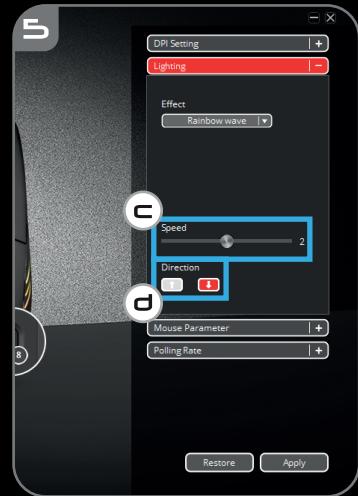 5
DPI Setting
Lighting
Effect
Rainbow wave
c
Speed
2
Direction
d
Mouse Parameter
8
Polling Rate
Restore
Apply